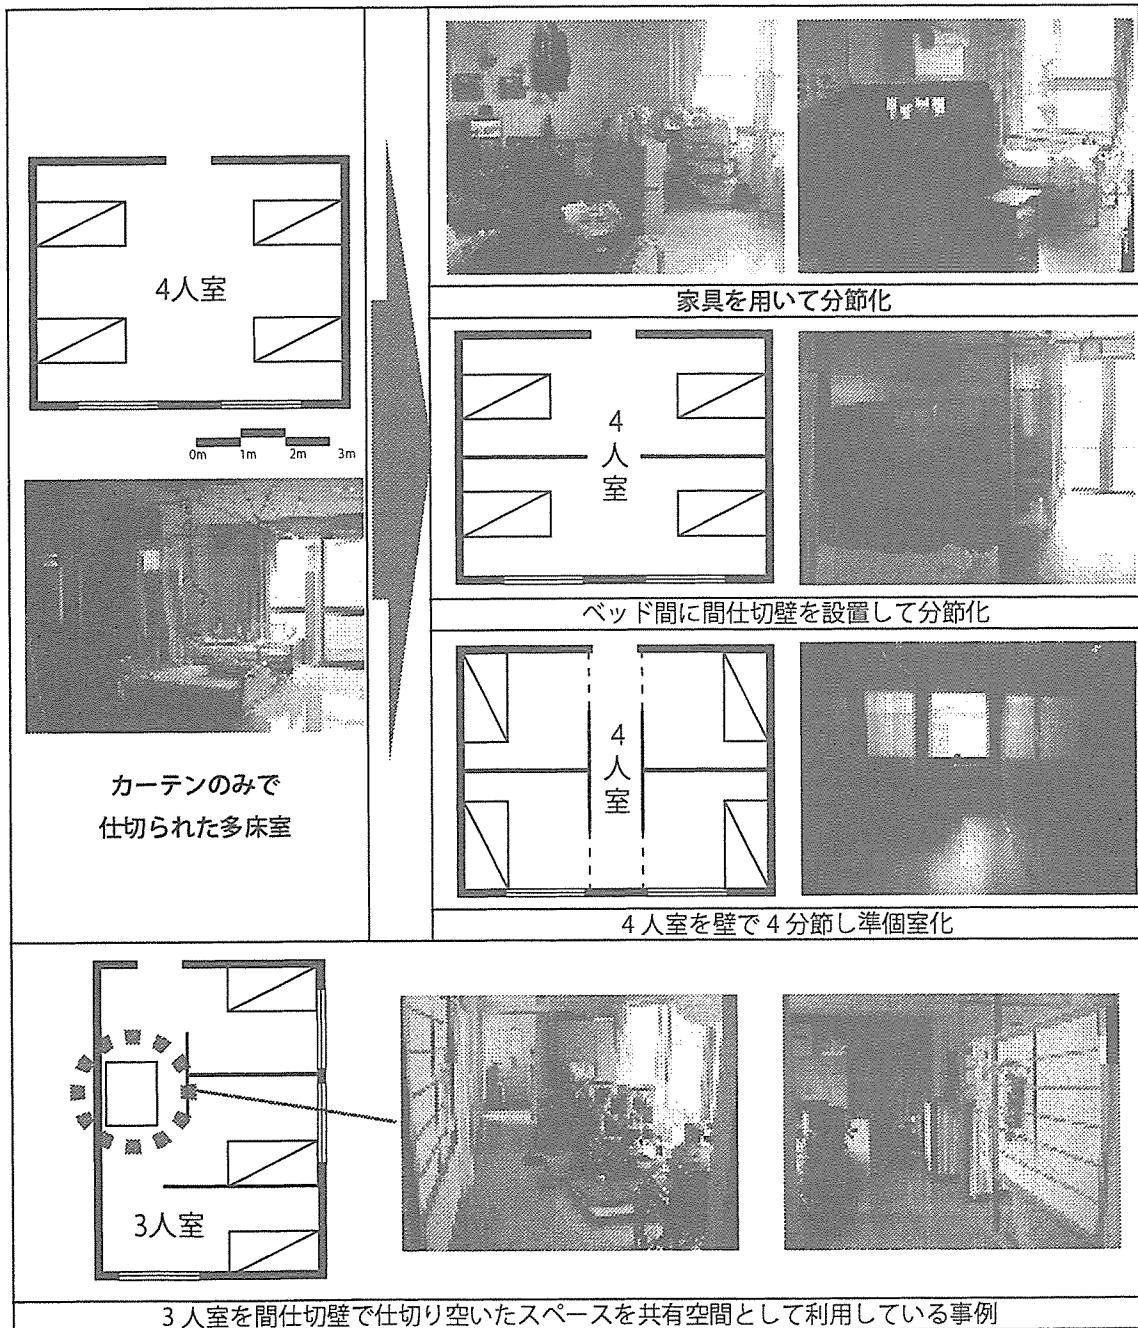 4人室
0m 1m 2m 3m
カーテンのみで
仕切られた多床室
家具を用いて分節化
4人室
ベッド間に間仕切壁を設置して分節化
4人室
4人室を壁で4分節し準個室化
3人室
3人室を間仕切壁で仕切り空いたスペースを共有空間として利用している事例